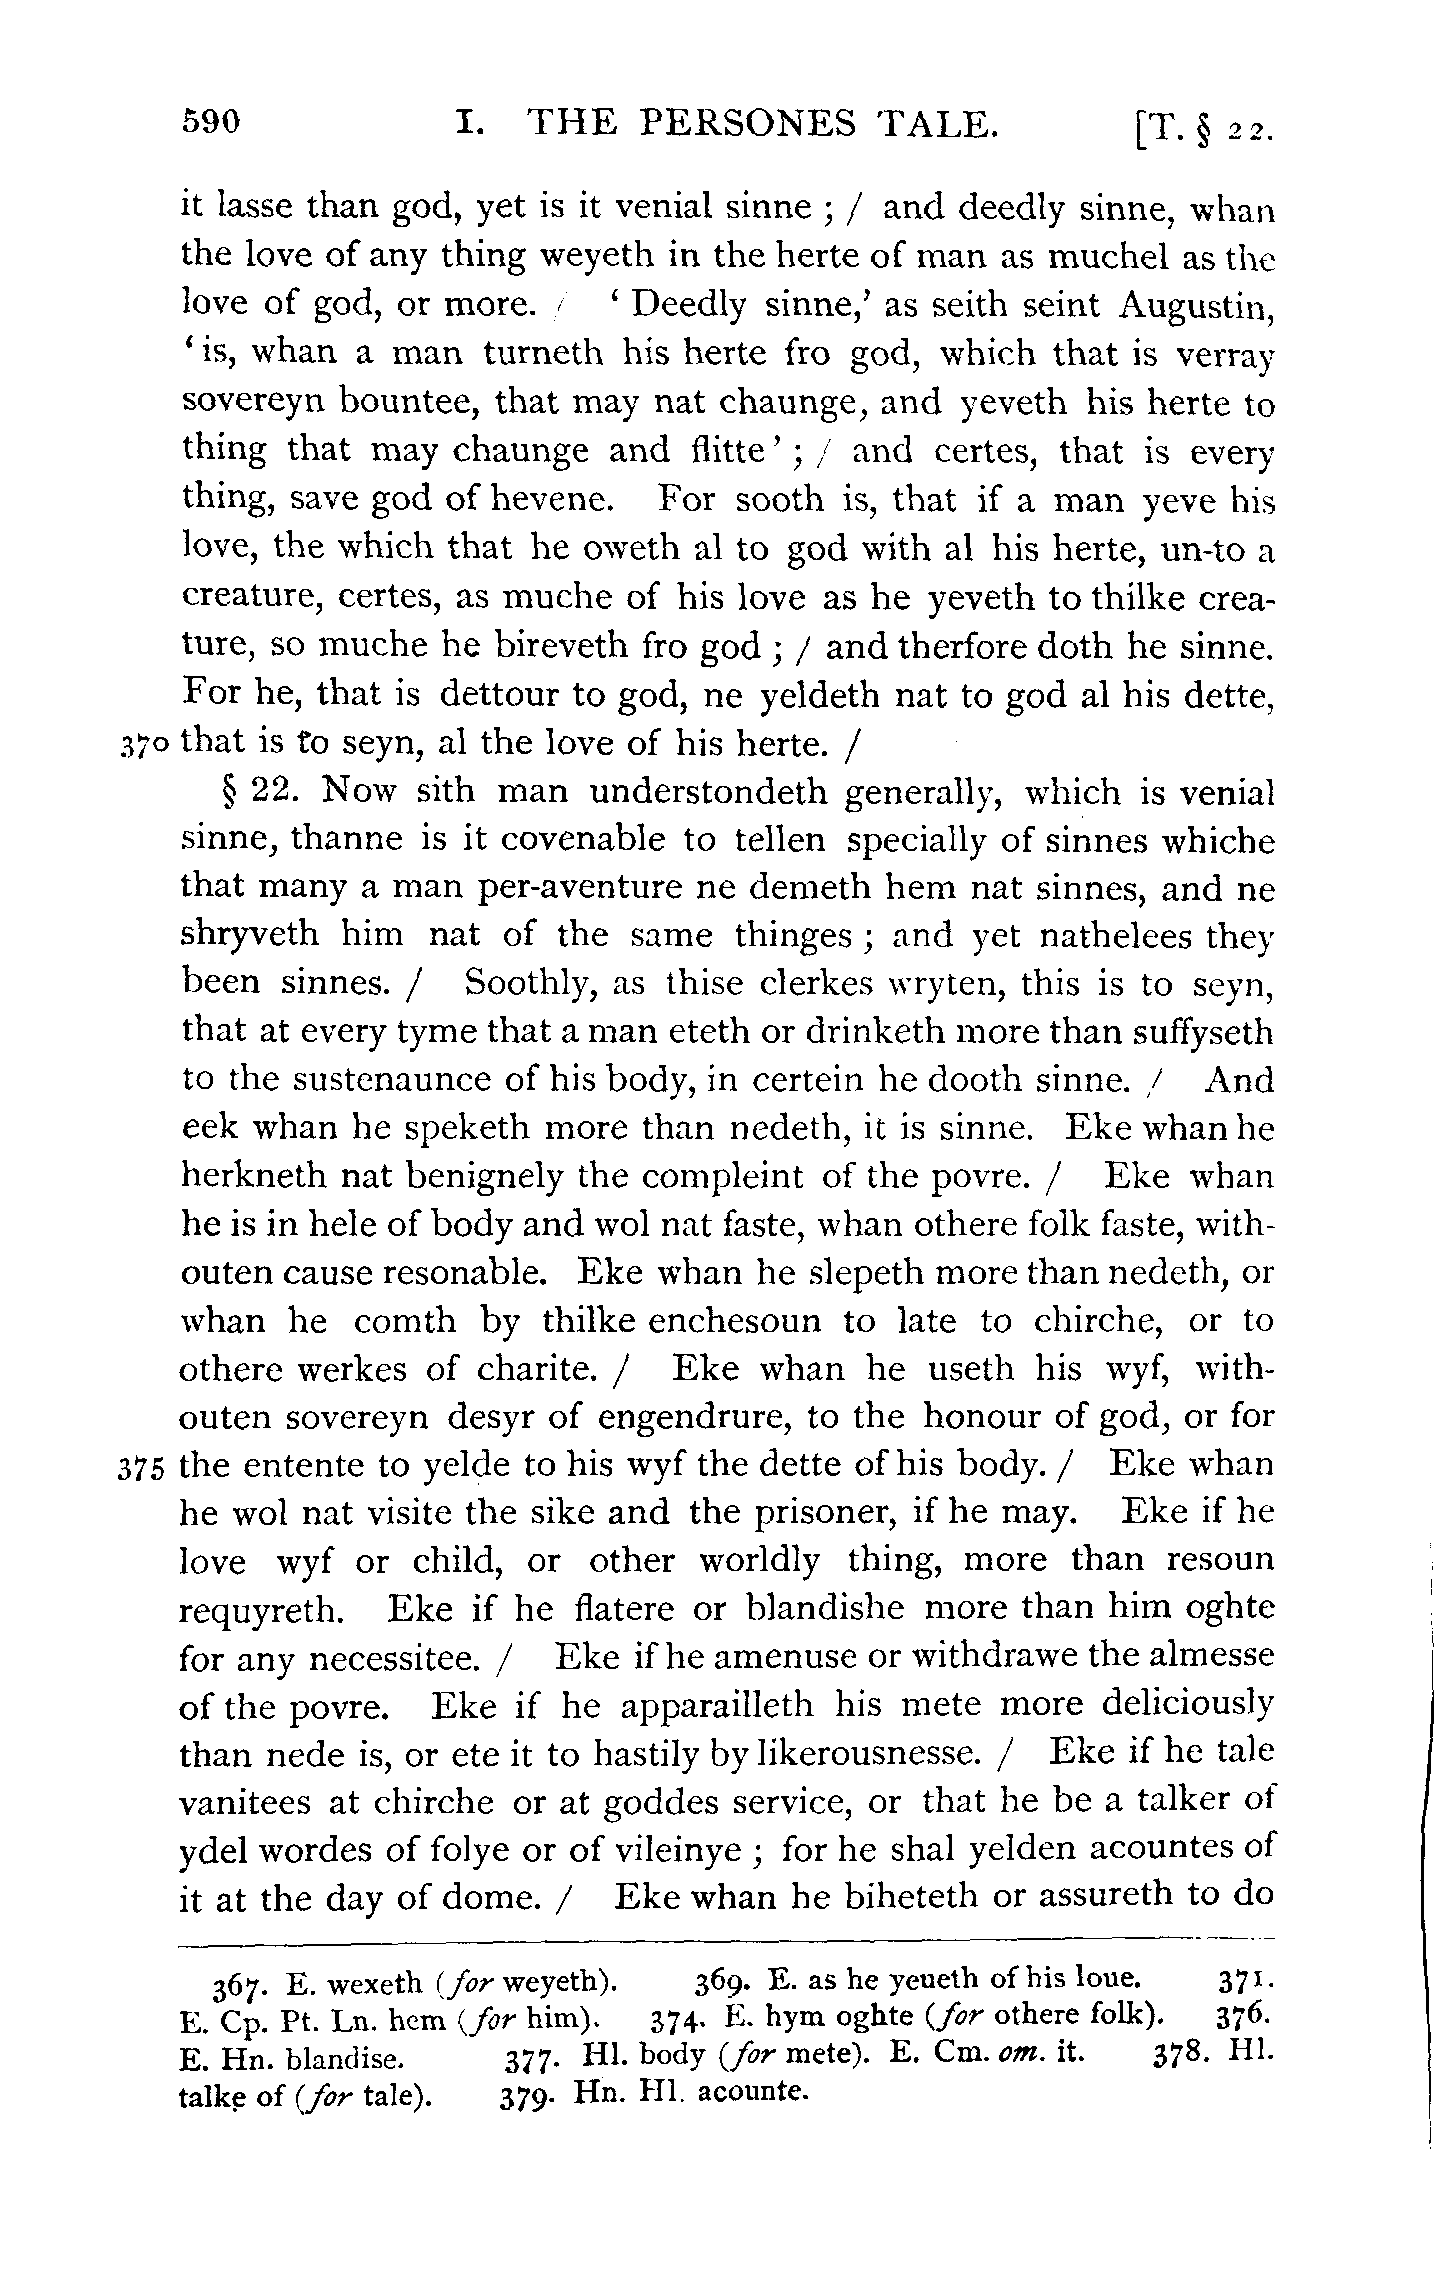 590 I. THE PERSONES TALE. [T. § 22.
it lasse than god, yet is it venial sinne ; / and deedly sinne, whan
the love of any thing weyeth in the herte of man as muchel as the
love of god, or more. / ‘ Deedly sinne,’ as seith seint Augustin,
‘ is, whan a man turneth his herte fro god, which that is verray
sovereyn bountee, that may nat chaunge, and yeveth his herte to
thing that may chaunge and flitte’ ; / and certes, that is every
thing, save god of hevene. For sooth is, that if a man yeve his
love, the which that he oweth al to god with al his herte, un-to a
creature, certes, as muche of his love as he yeveth to thilke crea-
ture, so muche he bireveth fro god ; / and therfore doth he sinne.
For he, that is dettour to god, ne yeldeth nat to god al his dette,
370 that is to seyn, al the love of his herte. /
§ 22. Now sith man understondeth generally, which is venial
sinne, thanne is it covenable to tellen specially of sinnes whiche
that many a man per-aventure ne demeth hem nat sinnes, and ne
shryveth him nat of the same thinges ; and yet nathelees they
been sinnes. / Soothly, as thise clerkes wryten, this is to seyn,
that at every tyme that a man eteth or drinketh more than suffyseth
to the sustenaunce of his body, in certein he dooth sinne. / And
eek whan he speketh more than nedeth, it is sinne. Eke whan he
herkneth nat benignely the compleint of the povre. / Eke whan
he is in hele of body and wol nat faste, whan othere folk faste, with-
outen cause resonable. Eke whan he slepeth more than nedeth, or
whan he comth by thilke enchesoun to late to chirche, or to
othere werkes of charite. / Eke whan he useth his wyf, with-
outen sovereyn desyr of engendrure, to the honour of god, or for
375 the entente to yelde to his wyf the dette of his body. / Eke whan
he wol nat visite the sike and the prisoner, if he may. Eke if he
love wyf or child, or other worldly thing, more than resoun
requyreth. Eke if he flatere or blandishe more than him oghte
for any necessitee. / Eke if he amenuse or withdrawe the almesse
of the povre. Eke if he apparailleth his mete more deliciously
than nede is, or ete it to hastily by likerousnesse. / Eke if he tale
vanitees at chirche or at goddes service, or that he be a talker of
ydel wordes of folye or of vileinye ; for he shal yelden acountes of
it at the day of dome. / Eke whan he biheteth or assureth to do
367. E. wexeth (for weyeth). 369. E. as he yeueth of his loue. 371.
E. Cp. Pt. Ln. hem (for him). 374. E. hym oghte (for othere folk). 376.
E. Hn. blandise. 377. Hl. body (for mete). E. Cm. om. it. 378. Hl.
talke of (for tale). 379. Hn. Hl. acounte.